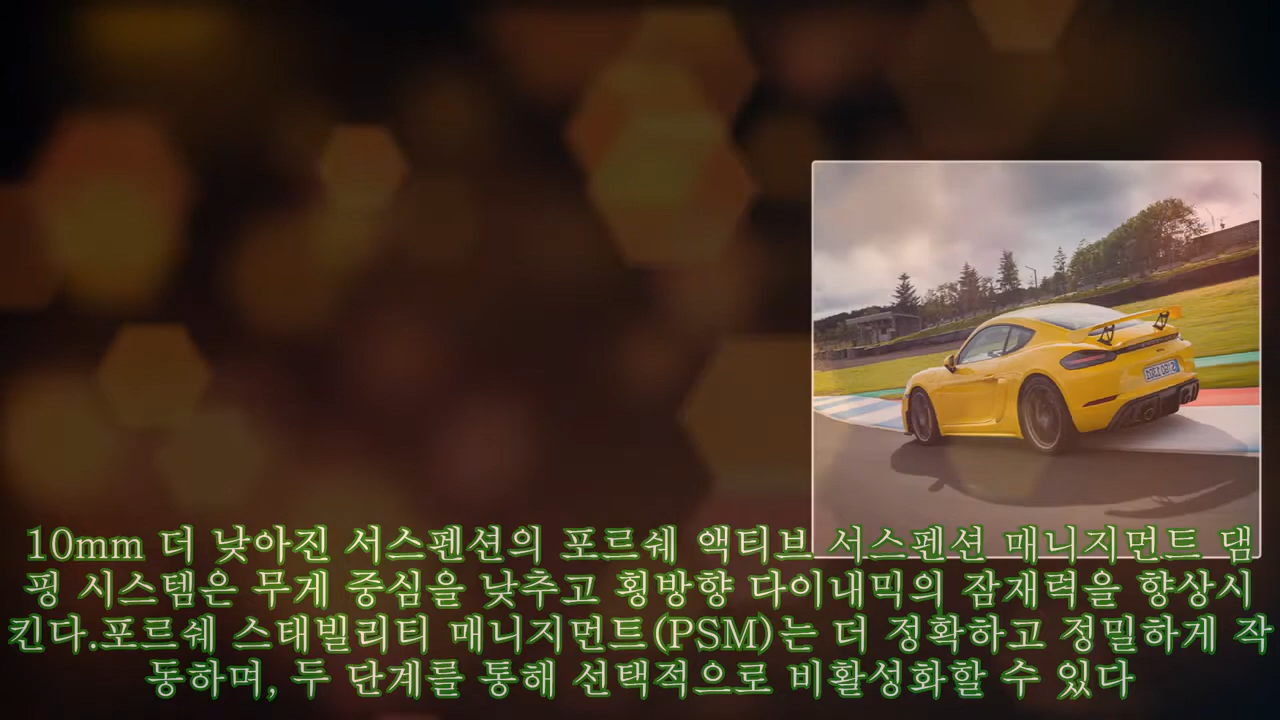 10mm 더 낮아진 서스펜션의 포르쉐 액티브 서스펜션 매니지먼트 댐
핑 시스템은 무게 중심을 낮추고 횡방향 다이내믹의 잠재력을 향상시
킨다.포르쉐 스태빌리티 매니지먼트(PSM)는 더 정확하고 정밀하게 작
동하며, 두 단계를 통해 선택적으로 비활성화할 수 있다